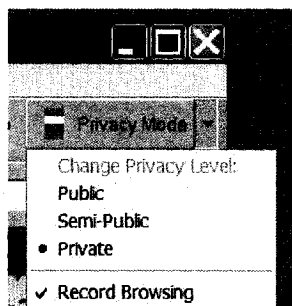 Privacy Mode
Change Privacy Level:
Public
Semi-Public
Private
Record Browsing